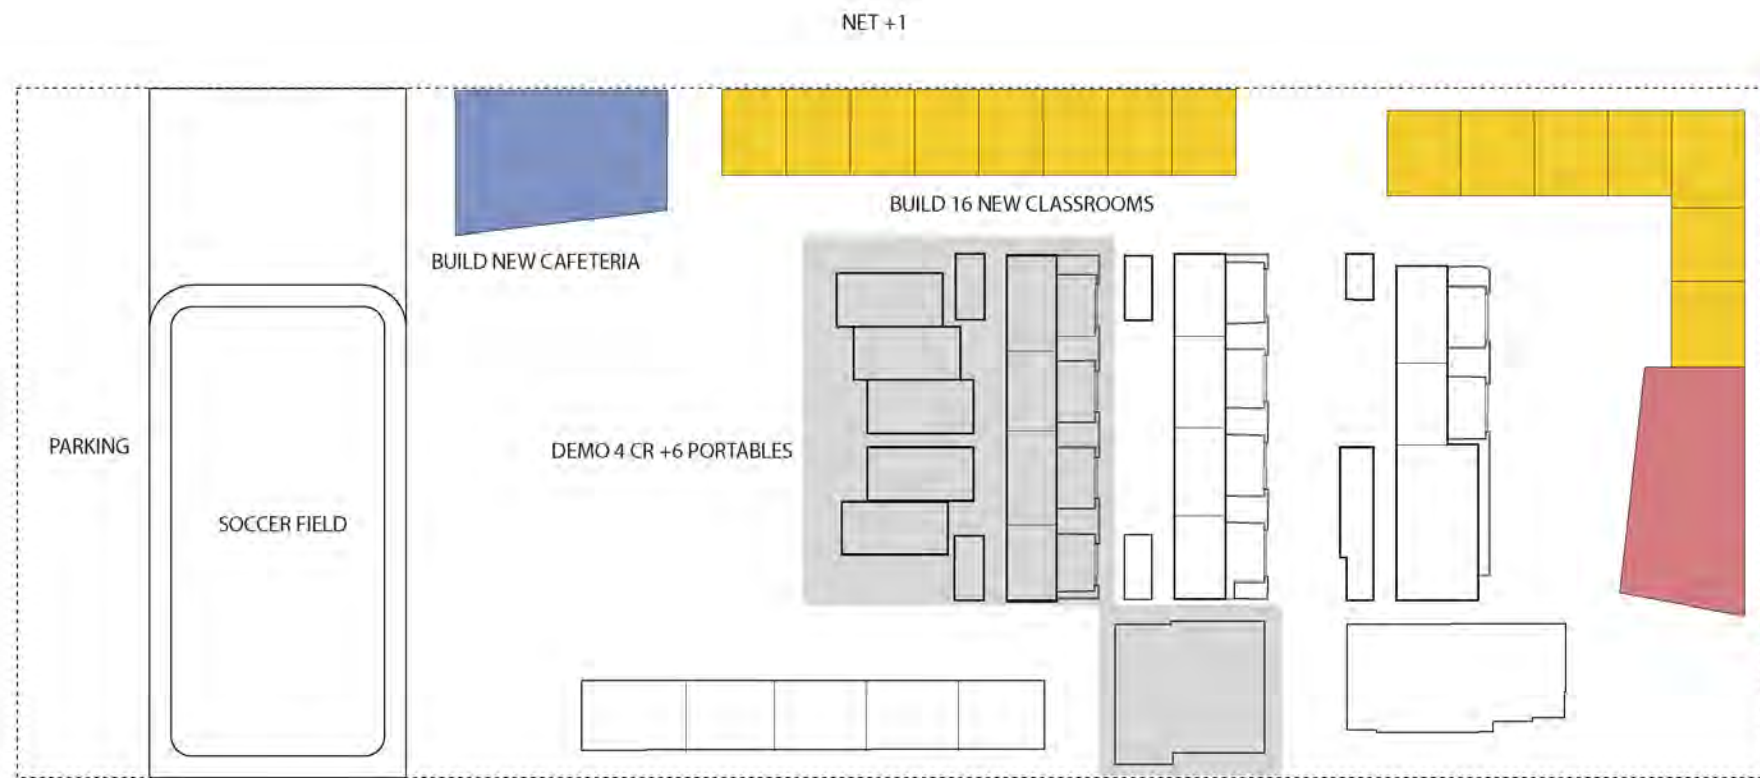 NET +1
BUILD 16 NEW CLASSROOMS
BUILD NEW CAFETERIA
PARKING
DEMO 4 CR +6 PORTABLES
SOCCER FIELD